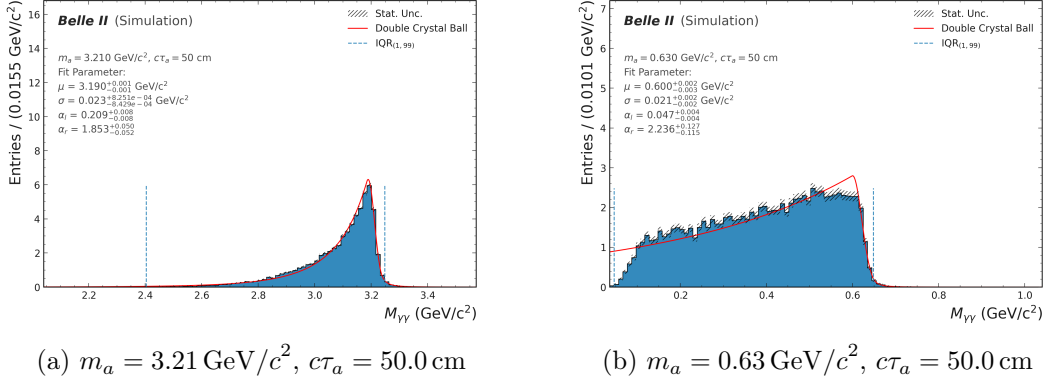 Belle II (Simulation)
Stat. Unc.
Double Crystal Ball
IQR(1,99)
m_a = 3.210 GeV/c², cτ_a = 50 cm
Fit Parameter:
μ = 3.190 +0.001 −0.001 GeV/c²
σ = 0.023 +8.251e−04 −8.429e−04 GeV/c²
α_l = 0.209 +0.008 −0.008
α_r = 1.853 +0.050 −0.052
Entries / (0.0155 GeV/c²)
16
14
12
10
8
6
4
2
0
2.2 2.4 2.6 2.8 3.0 3.2 3.4
M_γγ (GeV/c²)
(a) m_a = 3.21 GeV/c², cτ_a = 50.0 cm
Belle II (Simulation)
Stat. Unc.
Double Crystal Ball
IQR(1,99)
m_a = 0.630 GeV/c², cτ_a = 50 cm
Fit Parameter:
μ = 0.600 +0.002 −0.003 GeV/c²
σ = 0.021 +0.002 −0.002 GeV/c²
α_l = 0.047 +0.004 −0.004
α_r = 2.236 +0.127 −0.115
Entries / (0.0101 GeV/c²)
7
6
5
4
3
2
1
0
0.2 0.4 0.6 0.8 1.0
M_γγ (GeV/c²)
(b) m_a = 0.63 GeV/c², cτ_a = 50.0 cm